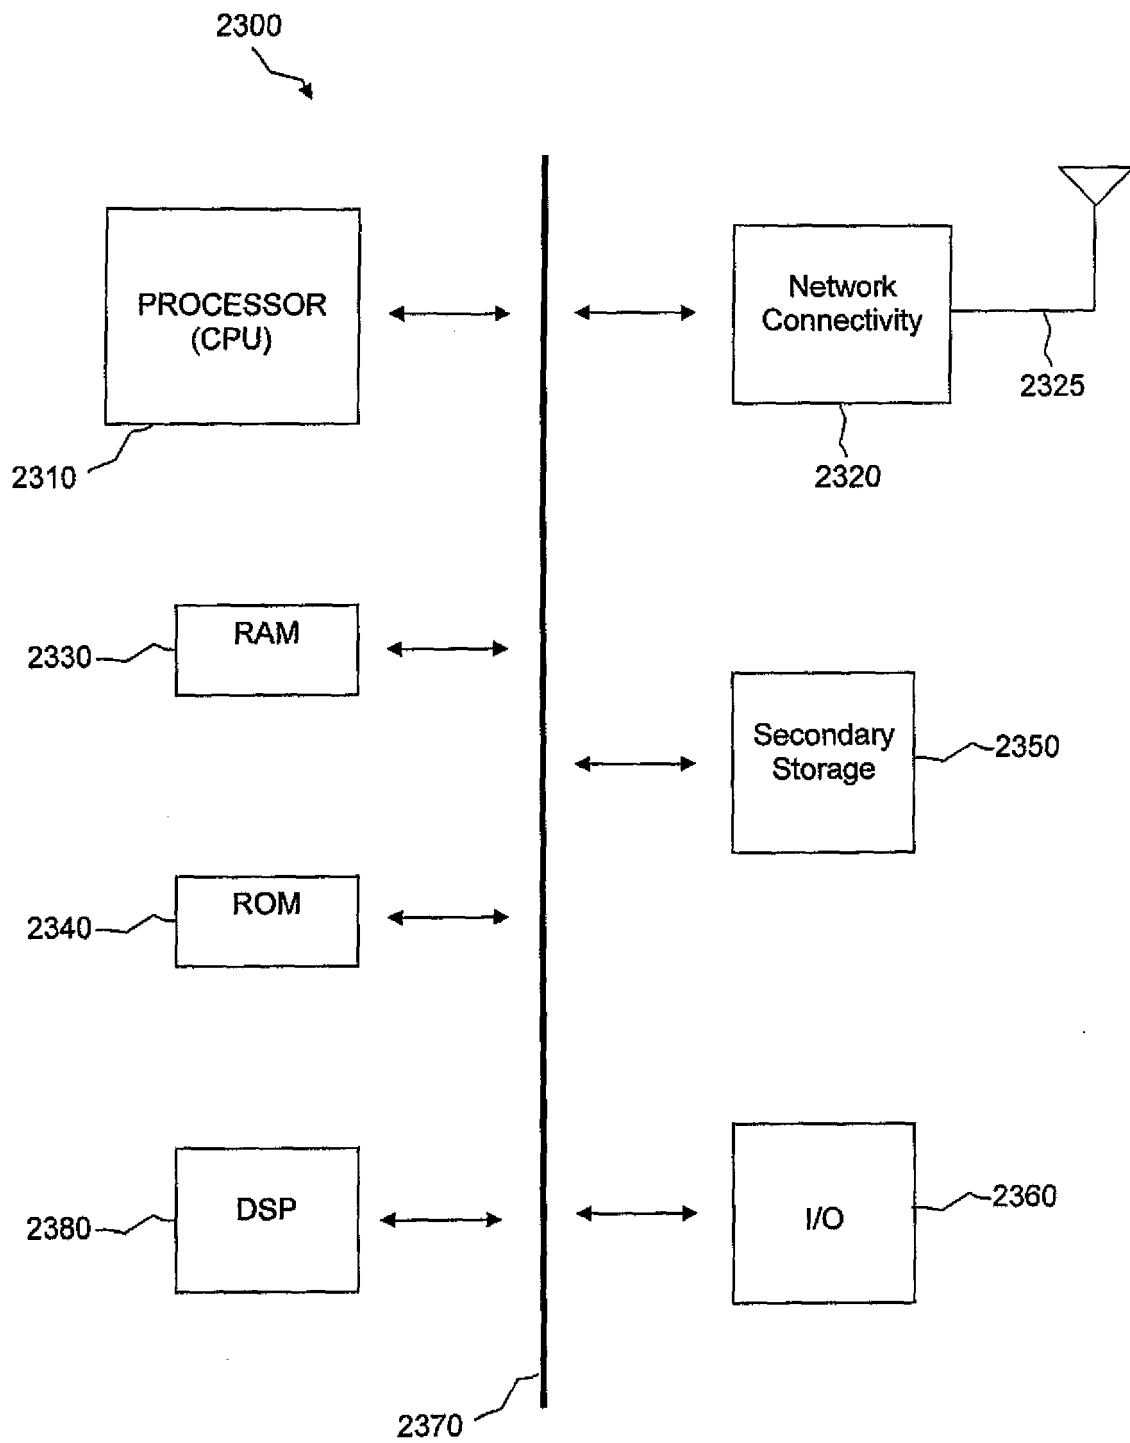 2300
PROCESSOR
(CPU)
2310
Network
Connectivity
2325
2320
RAM
2330
Secondary
Storage
2350
ROM
2340
DSP
2380
I/O
2360
2370